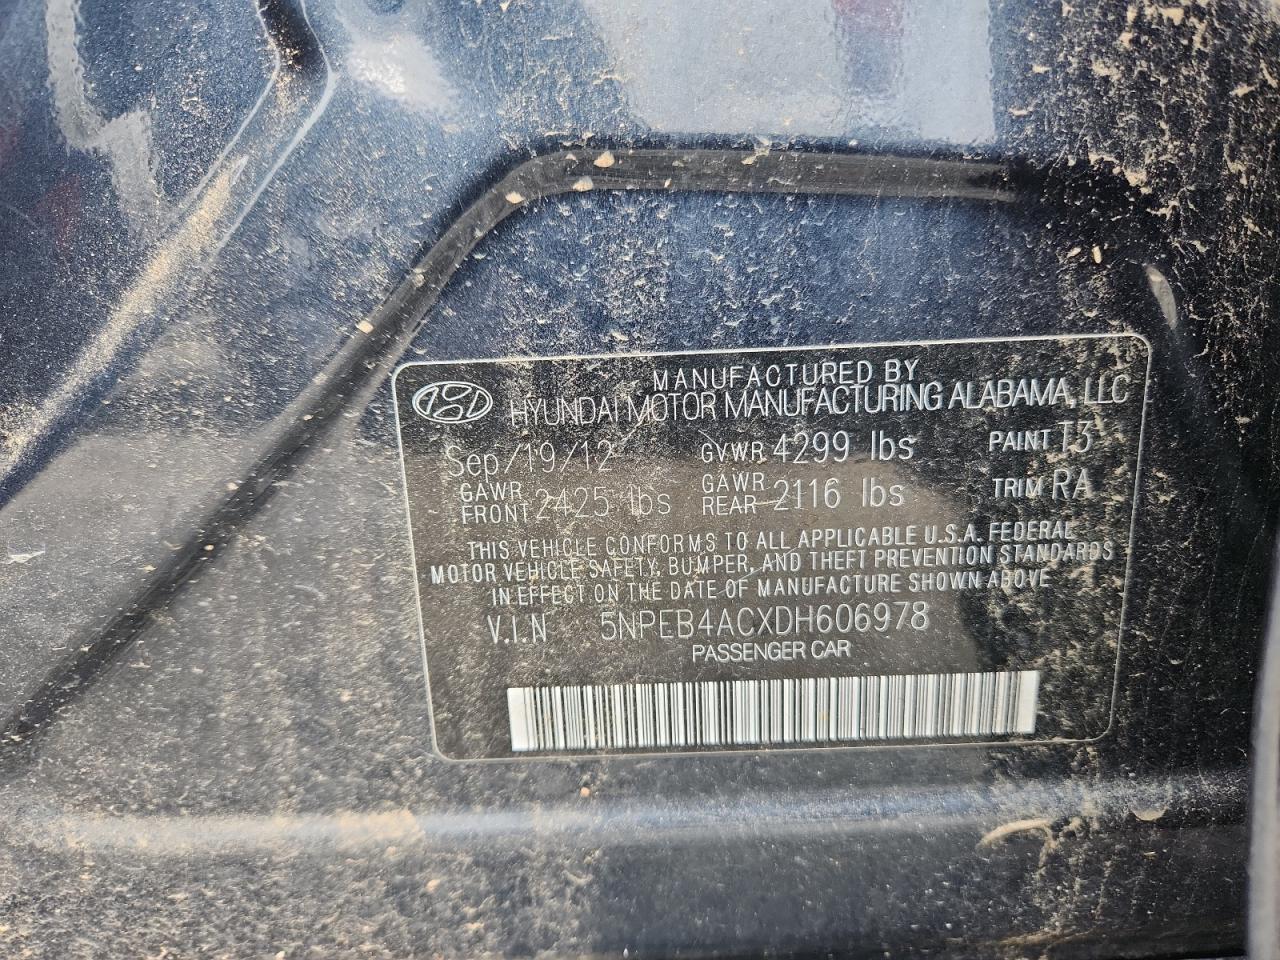 MANUFACTURED BY
HYUNDAI MOTOR MANUFACTURING ALABAMA, LLC
Sep/19/12 GVWR 4299 lbs PAINT T3
GAWR FRONT 2425 lbs GAWR REAR 2116 lbs TRIM RA
THIS VEHICLE CONFORMS TO ALL APPLICABLE U.S.A. FEDERAL
MOTOR VEHICLE SAFETY, BUMPER, AND THEFT PREVENTION STANDARDS
IN EFFECT ON THE DATE OF MANUFACTURE SHOWN ABOVE
V.I.N 5NPEB4ACXDH606978
PASSENGER CAR